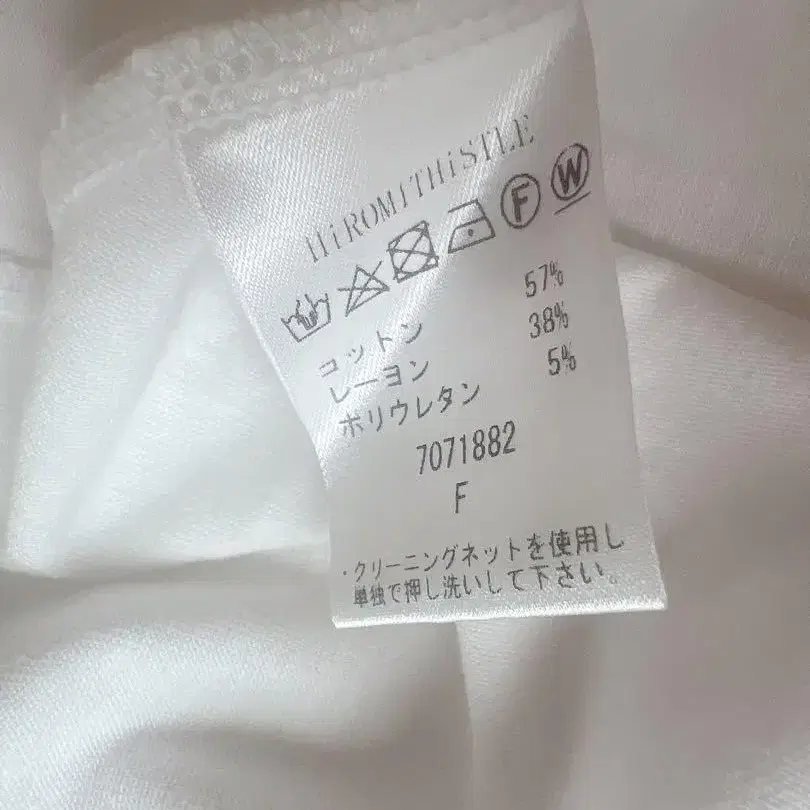 HiROMITHiSTLE
F W
コットン 57%
レーヨン 38%
ポリウレタン 5%
7071882
F
・クリーニングネットを使用し
単独で押し洗いして下さい。